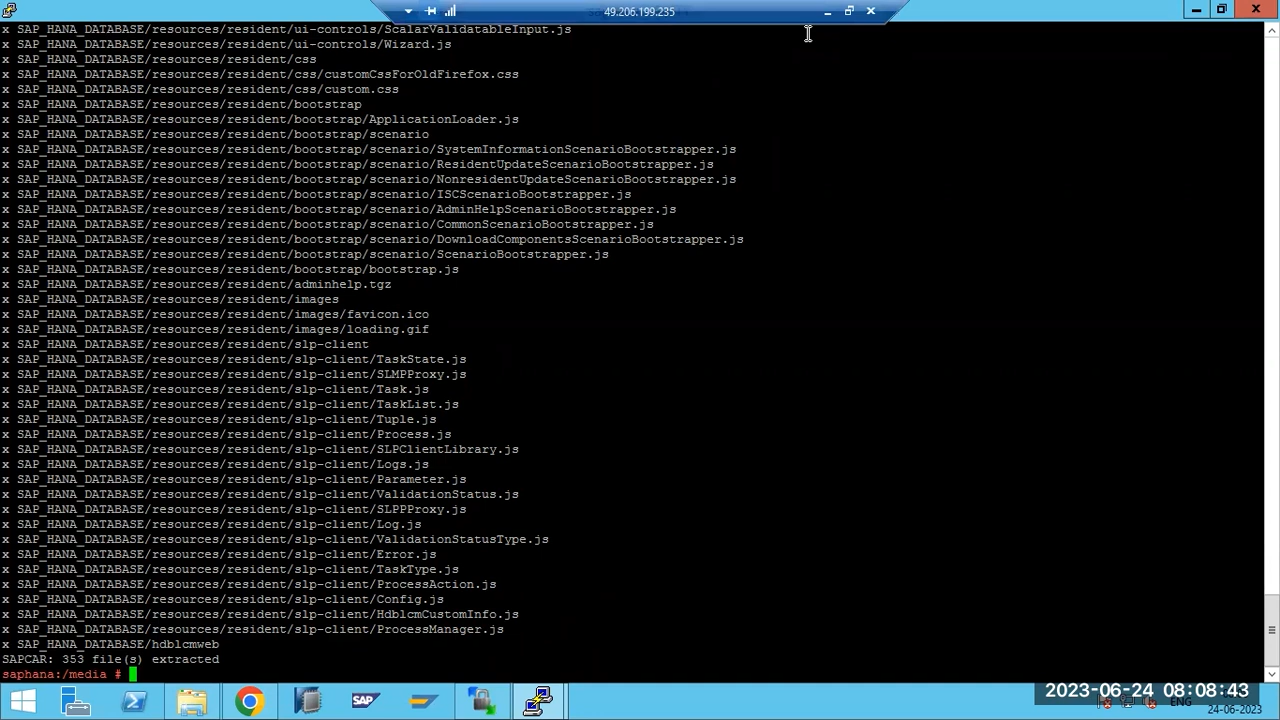 49.206.199.235
x SAP_HANA_DATABASE/resources/resident/ui-controls/ScalarValidatableInput.js
x SAP_HANA_DATABASE/resources/resident/ui-controls/Wizard.js
x SAP_HANA_DATABASE/resources/resident/css
x SAP_HANA_DATABASE/resources/resident/css/customCssForOldFirefox.css
x SAP_HANA_DATABASE/resources/resident/css/custom.css
x SAP_HANA_DATABASE/resources/resident/bootstrap
x SAP_HANA_DATABASE/resources/resident/bootstrap/ApplicationLoader.js
x SAP_HANA_DATABASE/resources/resident/bootstrap/scenario
x SAP_HANA_DATABASE/resources/resident/bootstrap/scenario/SystemInformationScenarioBootstrapper.js
x SAP_HANA_DATABASE/resources/resident/bootstrap/scenario/ResidentUpdateScenarioBootstrapper.js
x SAP_HANA_DATABASE/resources/resident/bootstrap/scenario/NonresidentUpdateScenarioBootstrapper.js
x SAP_HANA_DATABASE/resources/resident/bootstrap/scenario/ISCScenarioBootstrapper.js
x SAP_HANA_DATABASE/resources/resident/bootstrap/scenario/AdminHelpScenarioBootstrapper.js
x SAP_HANA_DATABASE/resources/resident/bootstrap/scenario/CommonScenarioBootstrapper.js
x SAP_HANA_DATABASE/resources/resident/bootstrap/scenario/DownloadComponentsScenarioBootstrapper.js
x SAP_HANA_DATABASE/resources/resident/bootstrap/scenario/ScenarioBootstrapper.js
x SAP_HANA_DATABASE/resources/resident/bootstrap/bootstrap.js
x SAP_HANA_DATABASE/resources/resident/adminhelp.tgz
x SAP_HANA_DATABASE/resources/resident/images
x SAP_HANA_DATABASE/resources/resident/images/favicon.ico
x SAP_HANA_DATABASE/resources/resident/images/loading.gif
x SAP_HANA_DATABASE/resources/resident/slp-client
x SAP_HANA_DATABASE/resources/resident/slp-client/TaskState.js
x SAP_HANA_DATABASE/resources/resident/slp-client/SLMPProxy.js
x SAP_HANA_DATABASE/resources/resident/slp-client/Task.js
x SAP_HANA_DATABASE/resources/resident/slp-client/TaskList.js
x SAP_HANA_DATABASE/resources/resident/slp-client/Tuple.js
x SAP_HANA_DATABASE/resources/resident/slp-client/Process.js
x SAP_HANA_DATABASE/resources/resident/slp-client/SLPClientLibrary.js
x SAP_HANA_DATABASE/resources/resident/slp-client/Logs.js
x SAP_HANA_DATABASE/resources/resident/slp-client/Parameter.js
x SAP_HANA_DATABASE/resources/resident/slp-client/ValidationStatus.js
x SAP_HANA_DATABASE/resources/resident/slp-client/SLPPProxy.js
x SAP_HANA_DATABASE/resources/resident/slp-client/Log.js
x SAP_HANA_DATABASE/resources/resident/slp-client/ValidationStatusType.js
x SAP_HANA_DATABASE/resources/resident/slp-client/Error.js
x SAP_HANA_DATABASE/resources/resident/slp-client/TaskType.js
x SAP_HANA_DATABASE/resources/resident/slp-client/ProcessAction.js
x SAP_HANA_DATABASE/resources/resident/slp-client/Config.js
x SAP_HANA_DATABASE/resources/resident/slp-client/HdblcmCustomInfo.js
x SAP_HANA_DATABASE/resources/resident/slp-client/ProcessManager.js
x SAP_HANA_DATABASE/hdblcmweb
SAPCAR: 353 file(s) extracted
saphana:/media #
SAP
2023-06-24 08:08:43
ENG
24-06-2023